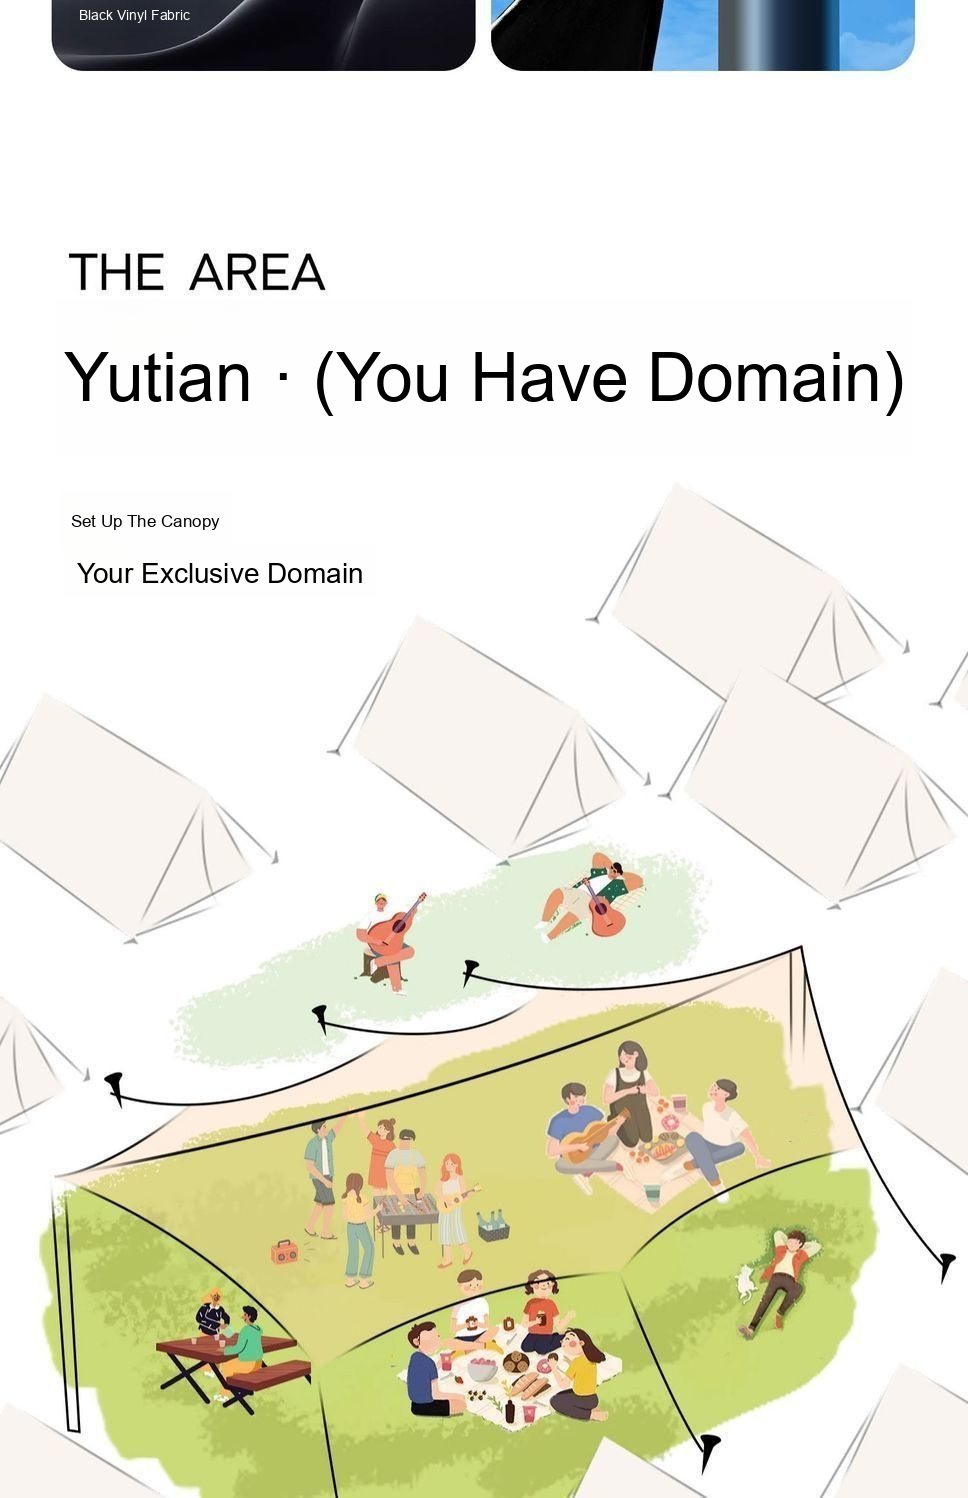 Black Vinyl Fabric
THE AREA
Yutian · (You Have Domain)
Set Up The Canopy
Your Exclusive Domain